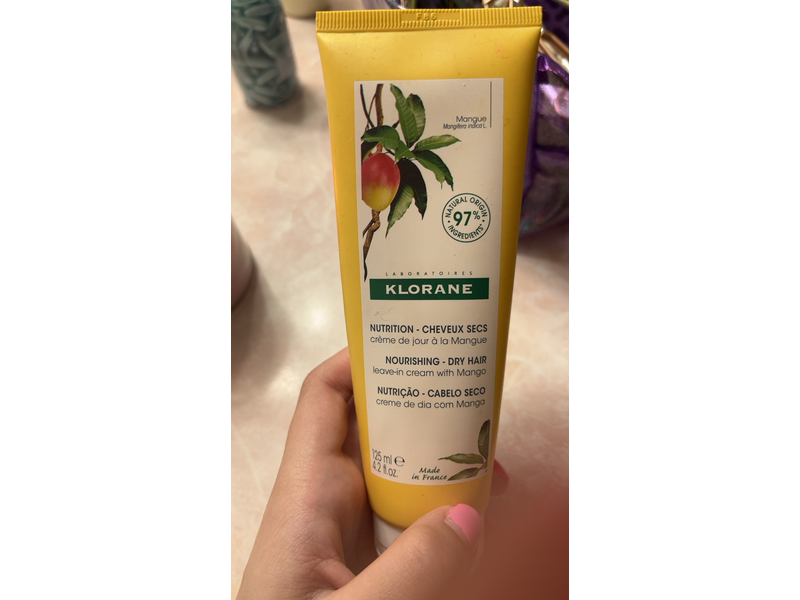 Mangue
Mangifera indica L.
NATURAL ORIGIN
97%
INGREDIENTS*
LABORATOIRES
KLORANE
NUTRITION - CHEVEUX SECS
crème de jour à la Mangue
NOURISHING - DRY HAIR
leave-in cream with Mango
NUTRIÇÃO - CABELO SECO
creme de dia com Manga
125 ml ℮
4.2 fl.oz.
Made
in France